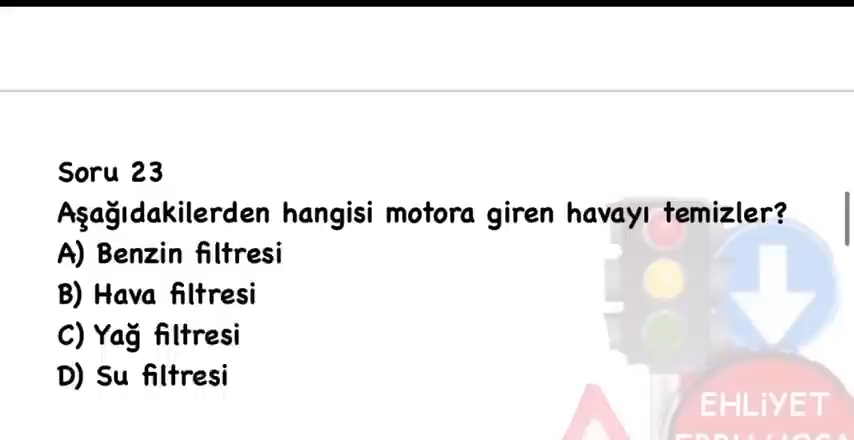 Soru 23
Aşağıdakilerden hangisi motora giren havayı temizler?
A) Benzin filtresi
B) Hava filtresi
C) Yağ filtresi
D) Su filtresi
EHLİYET